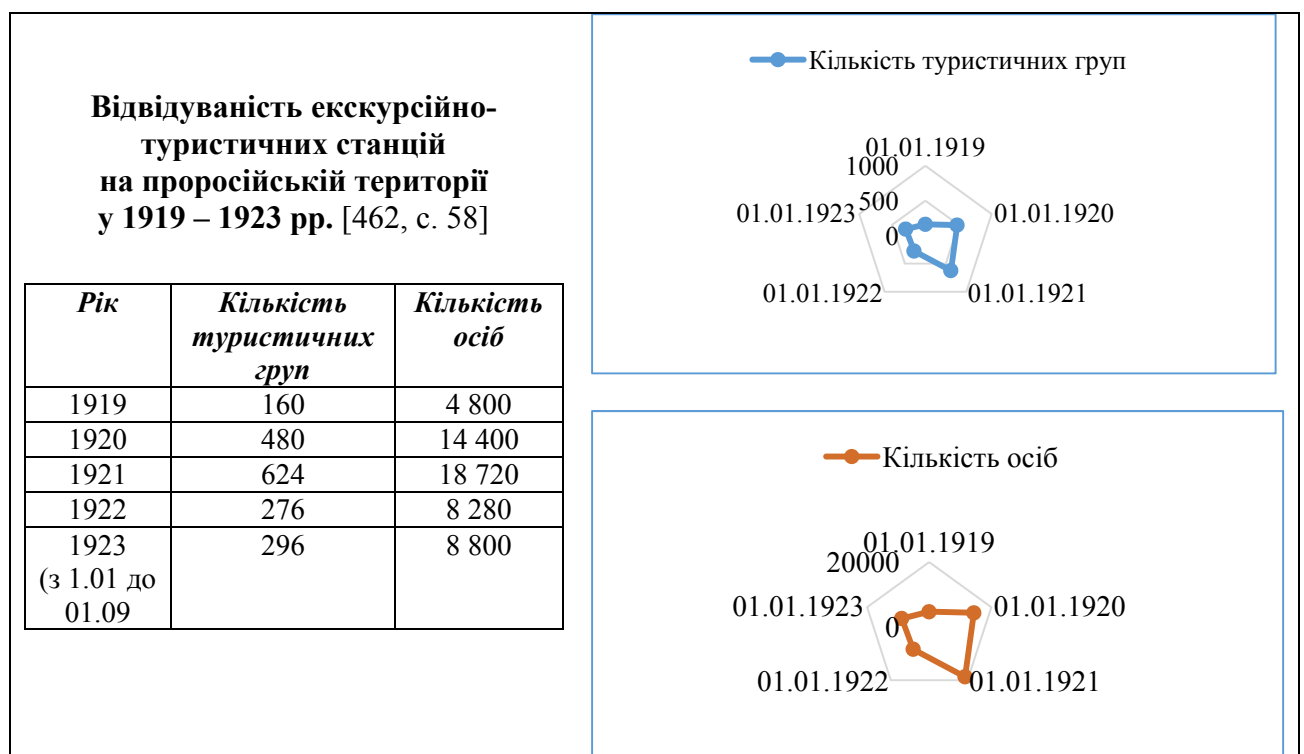 Відвідуваність екскурсійно-
туристичних станцій
на проросійській території
у 1919 – 1923 рр. [462, с. 58]
Рік Кількість туристичних груп Кількість осіб
1919 160 4 800
1920 480 14 400
1921 624 18 720
1922 276 8 280
1923 (з 1.01 до 01.09 296 8 800
Кількість туристичних груп
01.01.1919
1000
500
0
01.01.1923
01.01.1920
01.01.1922
01.01.1921
Кількість осіб
01.01.1919
20000
0
01.01.1923
01.01.1920
01.01.1922
01.01.1921